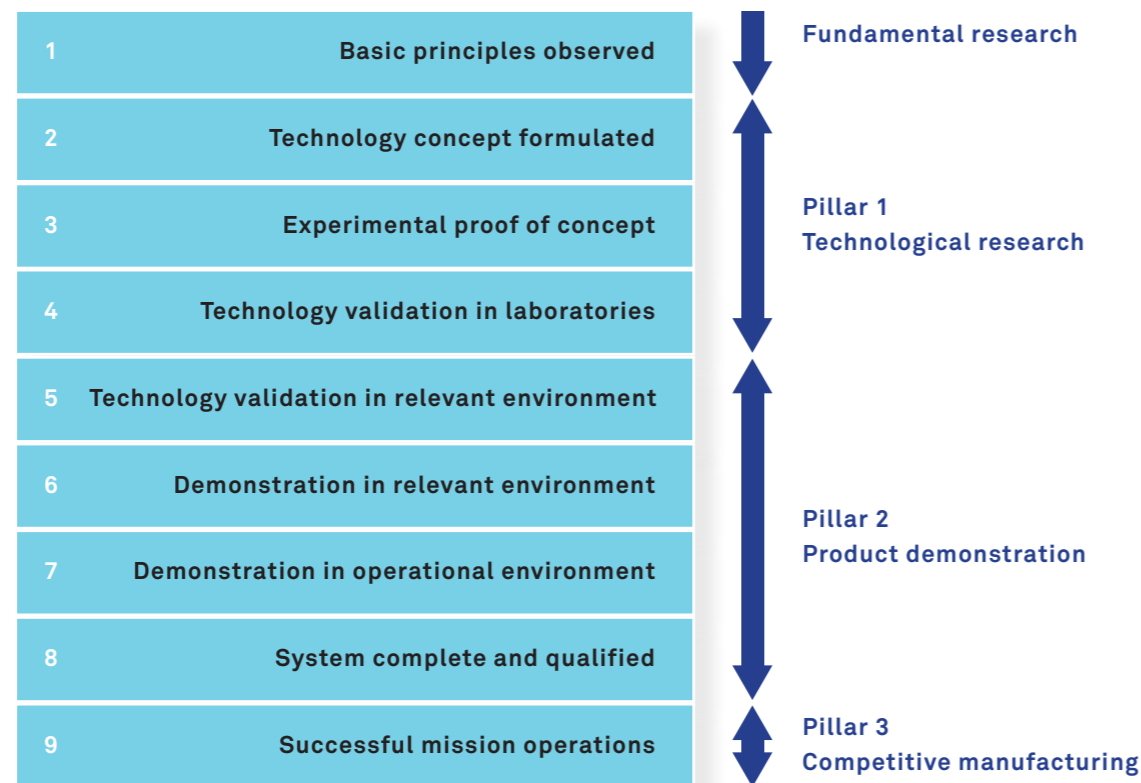 1 Basic principles observed
Fundamental research
2 Technology concept formulated
3 Experimental proof of concept
Pillar 1
Technological research
4 Technology validation in laboratories
5 Technology validation in relevant environment
6 Demonstration in relevant environment
Pillar 2
Product demonstration
7 Demonstration in operational environment
8 System complete and qualified
9 Successful mission operations
Pillar 3
Competitive manufacturing